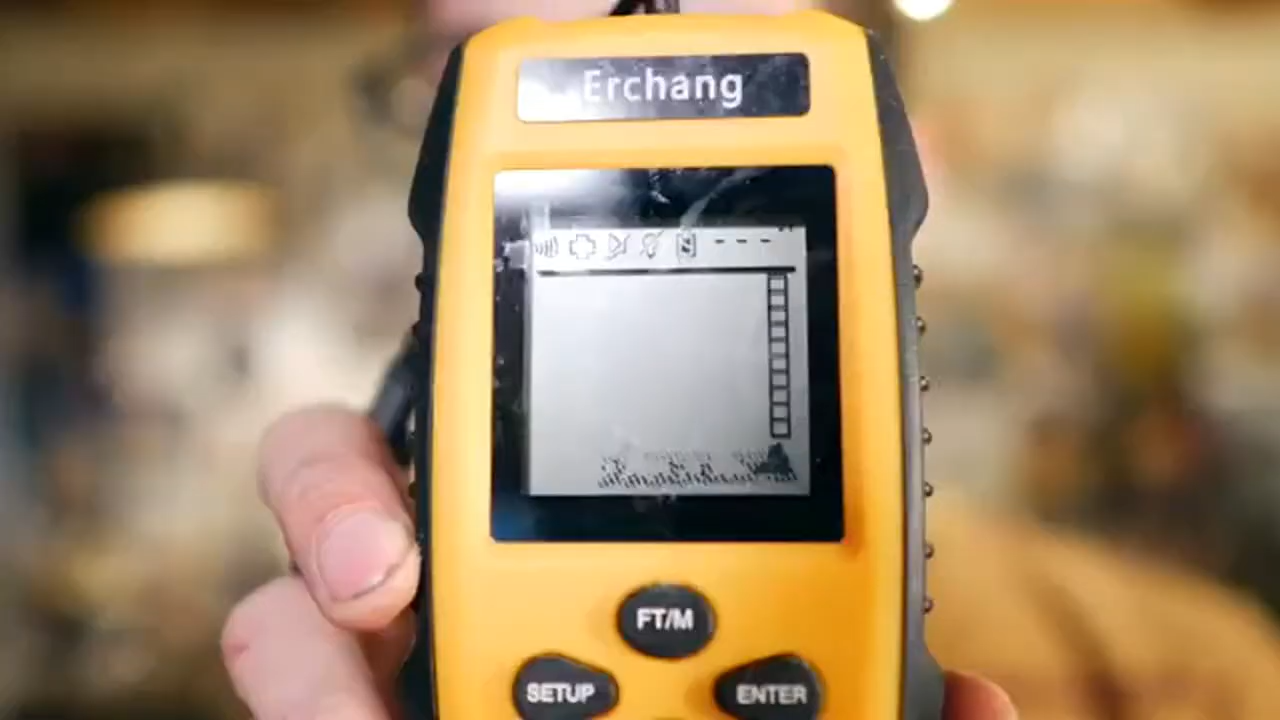 Erchang
- - -
FT/M
SETUP
ENTER